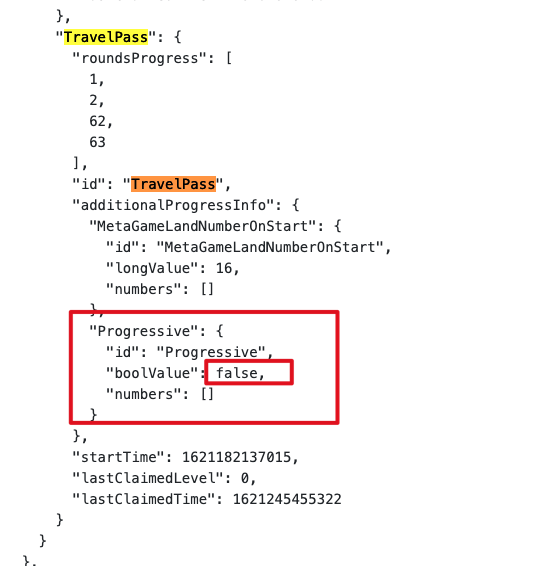 },
"TravelPass": {
"roundsProgress": [
1,
2,
62,
63
],
"id": "TravelPass",
"additionalProgressInfo": {
"MetaGameLandNumberOnStart": {
"id": "MetaGameLandNumberOnStart",
"longValue": 16,
"numbers": []
},
"Progressive": {
"id": "Progressive",
"boolValue": false,
"numbers": []
}
},
"startTime": 1621182137015,
"lastClaimedLevel": 0,
"lastClaimedTime": 1621245455322
}
}
},